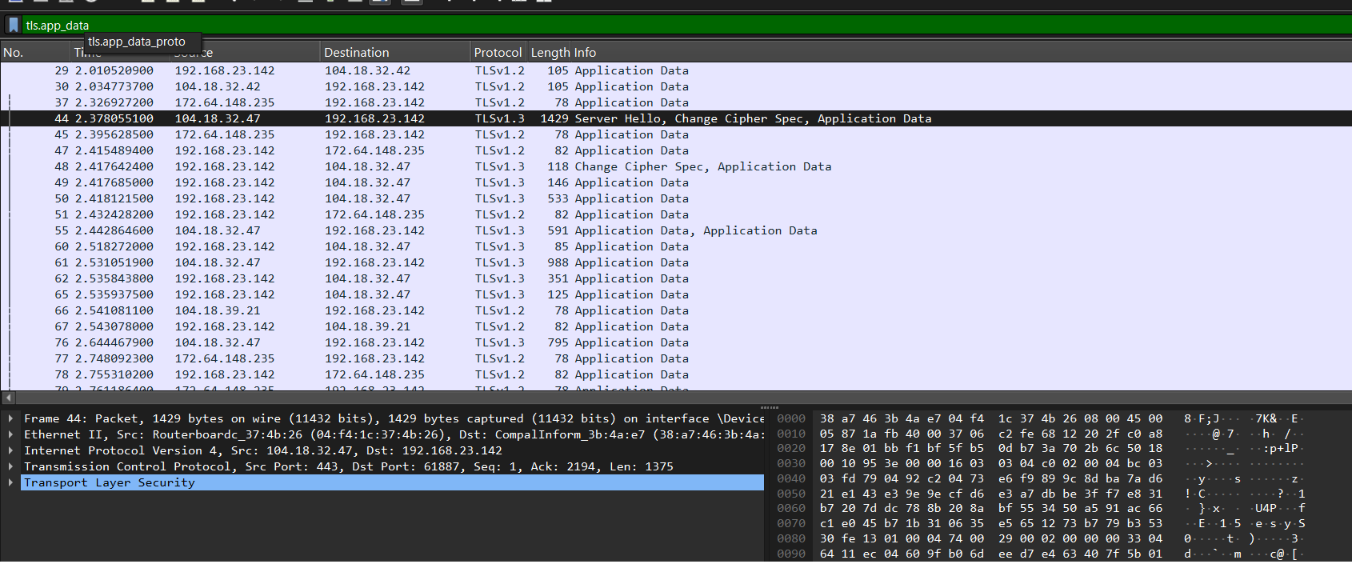 tls.app_data
tls.app_data_proto
No. Time Source Destination Protocol Length Info
29 2.010520900 192.168.23.142 104.18.32.42 TLSv1.2 105 Application Data
30 2.034773700 104.18.32.42 192.168.23.142 TLSv1.2 105 Application Data
37 2.326927200 172.64.148.235 192.168.23.142 TLSv1.2 78 Application Data
44 2.378055100 104.18.32.47 192.168.23.142 TLSv1.3 1429 Server Hello, Change Cipher Spec, Application Data
45 2.395628500 172.64.148.235 192.168.23.142 TLSv1.2 78 Application Data
47 2.415489400 192.168.23.142 172.64.148.235 TLSv1.2 82 Application Data
48 2.417642400 192.168.23.142 104.18.32.47 TLSv1.3 118 Change Cipher Spec, Application Data
49 2.417685000 192.168.23.142 104.18.32.47 TLSv1.3 146 Application Data
50 2.418121500 192.168.23.142 104.18.32.47 TLSv1.3 533 Application Data
51 2.432428200 192.168.23.142 172.64.148.235 TLSv1.2 82 Application Data
55 2.442864600 104.18.32.47 192.168.23.142 TLSv1.3 591 Application Data, Application Data
60 2.518272000 192.168.23.142 104.18.32.47 TLSv1.3 85 Application Data
61 2.531051900 104.18.32.47 192.168.23.142 TLSv1.3 988 Application Data
62 2.535843800 192.168.23.142 104.18.32.47 TLSv1.3 351 Application Data
65 2.535937500 192.168.23.142 104.18.32.47 TLSv1.3 125 Application Data
66 2.541081100 104.18.39.21 192.168.23.142 TLSv1.2 78 Application Data
67 2.543078000 192.168.23.142 104.18.39.21 TLSv1.2 82 Application Data
76 2.644467900 104.18.32.47 192.168.23.142 TLSv1.3 795 Application Data
77 2.748092300 172.64.148.235 192.168.23.142 TLSv1.2 78 Application Data
78 2.755310200 192.168.23.142 172.64.148.235 TLSv1.2 82 Application Data
79 2.761186400 172.64.148.235 192.168.23.142 TLSv1.2 78 Application Data
Frame 44: Packet, 1429 bytes on wire (11432 bits), 1429 bytes captured (11432 bits) on interface \Device
Ethernet II, Src: Routerboardc_37:4b:26 (04:f4:1c:37:4b:26), Dst: CompalInform_3b:4a:e7 (38:a7:46:3b:4a:
Internet Protocol Version 4, Src: 104.18.32.47, Dst: 192.168.23.142
Transmission Control Protocol, Src Port: 443, Dst Port: 61887, Seq: 1, Ack: 2194, Len: 1375
Transport Layer Security
0000 38 a7 46 3b 4a e7 04 f4 1c 37 4b 26 08 00 45 00
0010 05 87 1a fb 40 00 37 06 c2 fe 68 12 20 2f c0 a8
0020 17 8e 01 bb f1 bf 5f b5 0d b7 3a 70 2b 6c 50 18
0030 00 10 95 3e 00 00 16 03 03 04 c0 02 00 04 bc 03
0040 03 fd 79 04 92 c2 04 73 e6 f9 89 9c 8d ba 7a d6
0050 21 e1 43 e3 9e 9e cf d6 e3 a7 db be 3f f7 e8 31
0060 b7 20 7d dc 78 8b 20 8a bf 55 34 50 a5 91 ac 66
0070 c1 e0 45 b7 1b 31 06 35 e5 65 12 73 b7 79 b3 53
0080 30 fe 13 01 00 04 74 00 29 00 02 00 00 00 33 04
0090 64 11 ec 04 60 9f b0 6d ee d7 e4 63 40 7f 5b 01